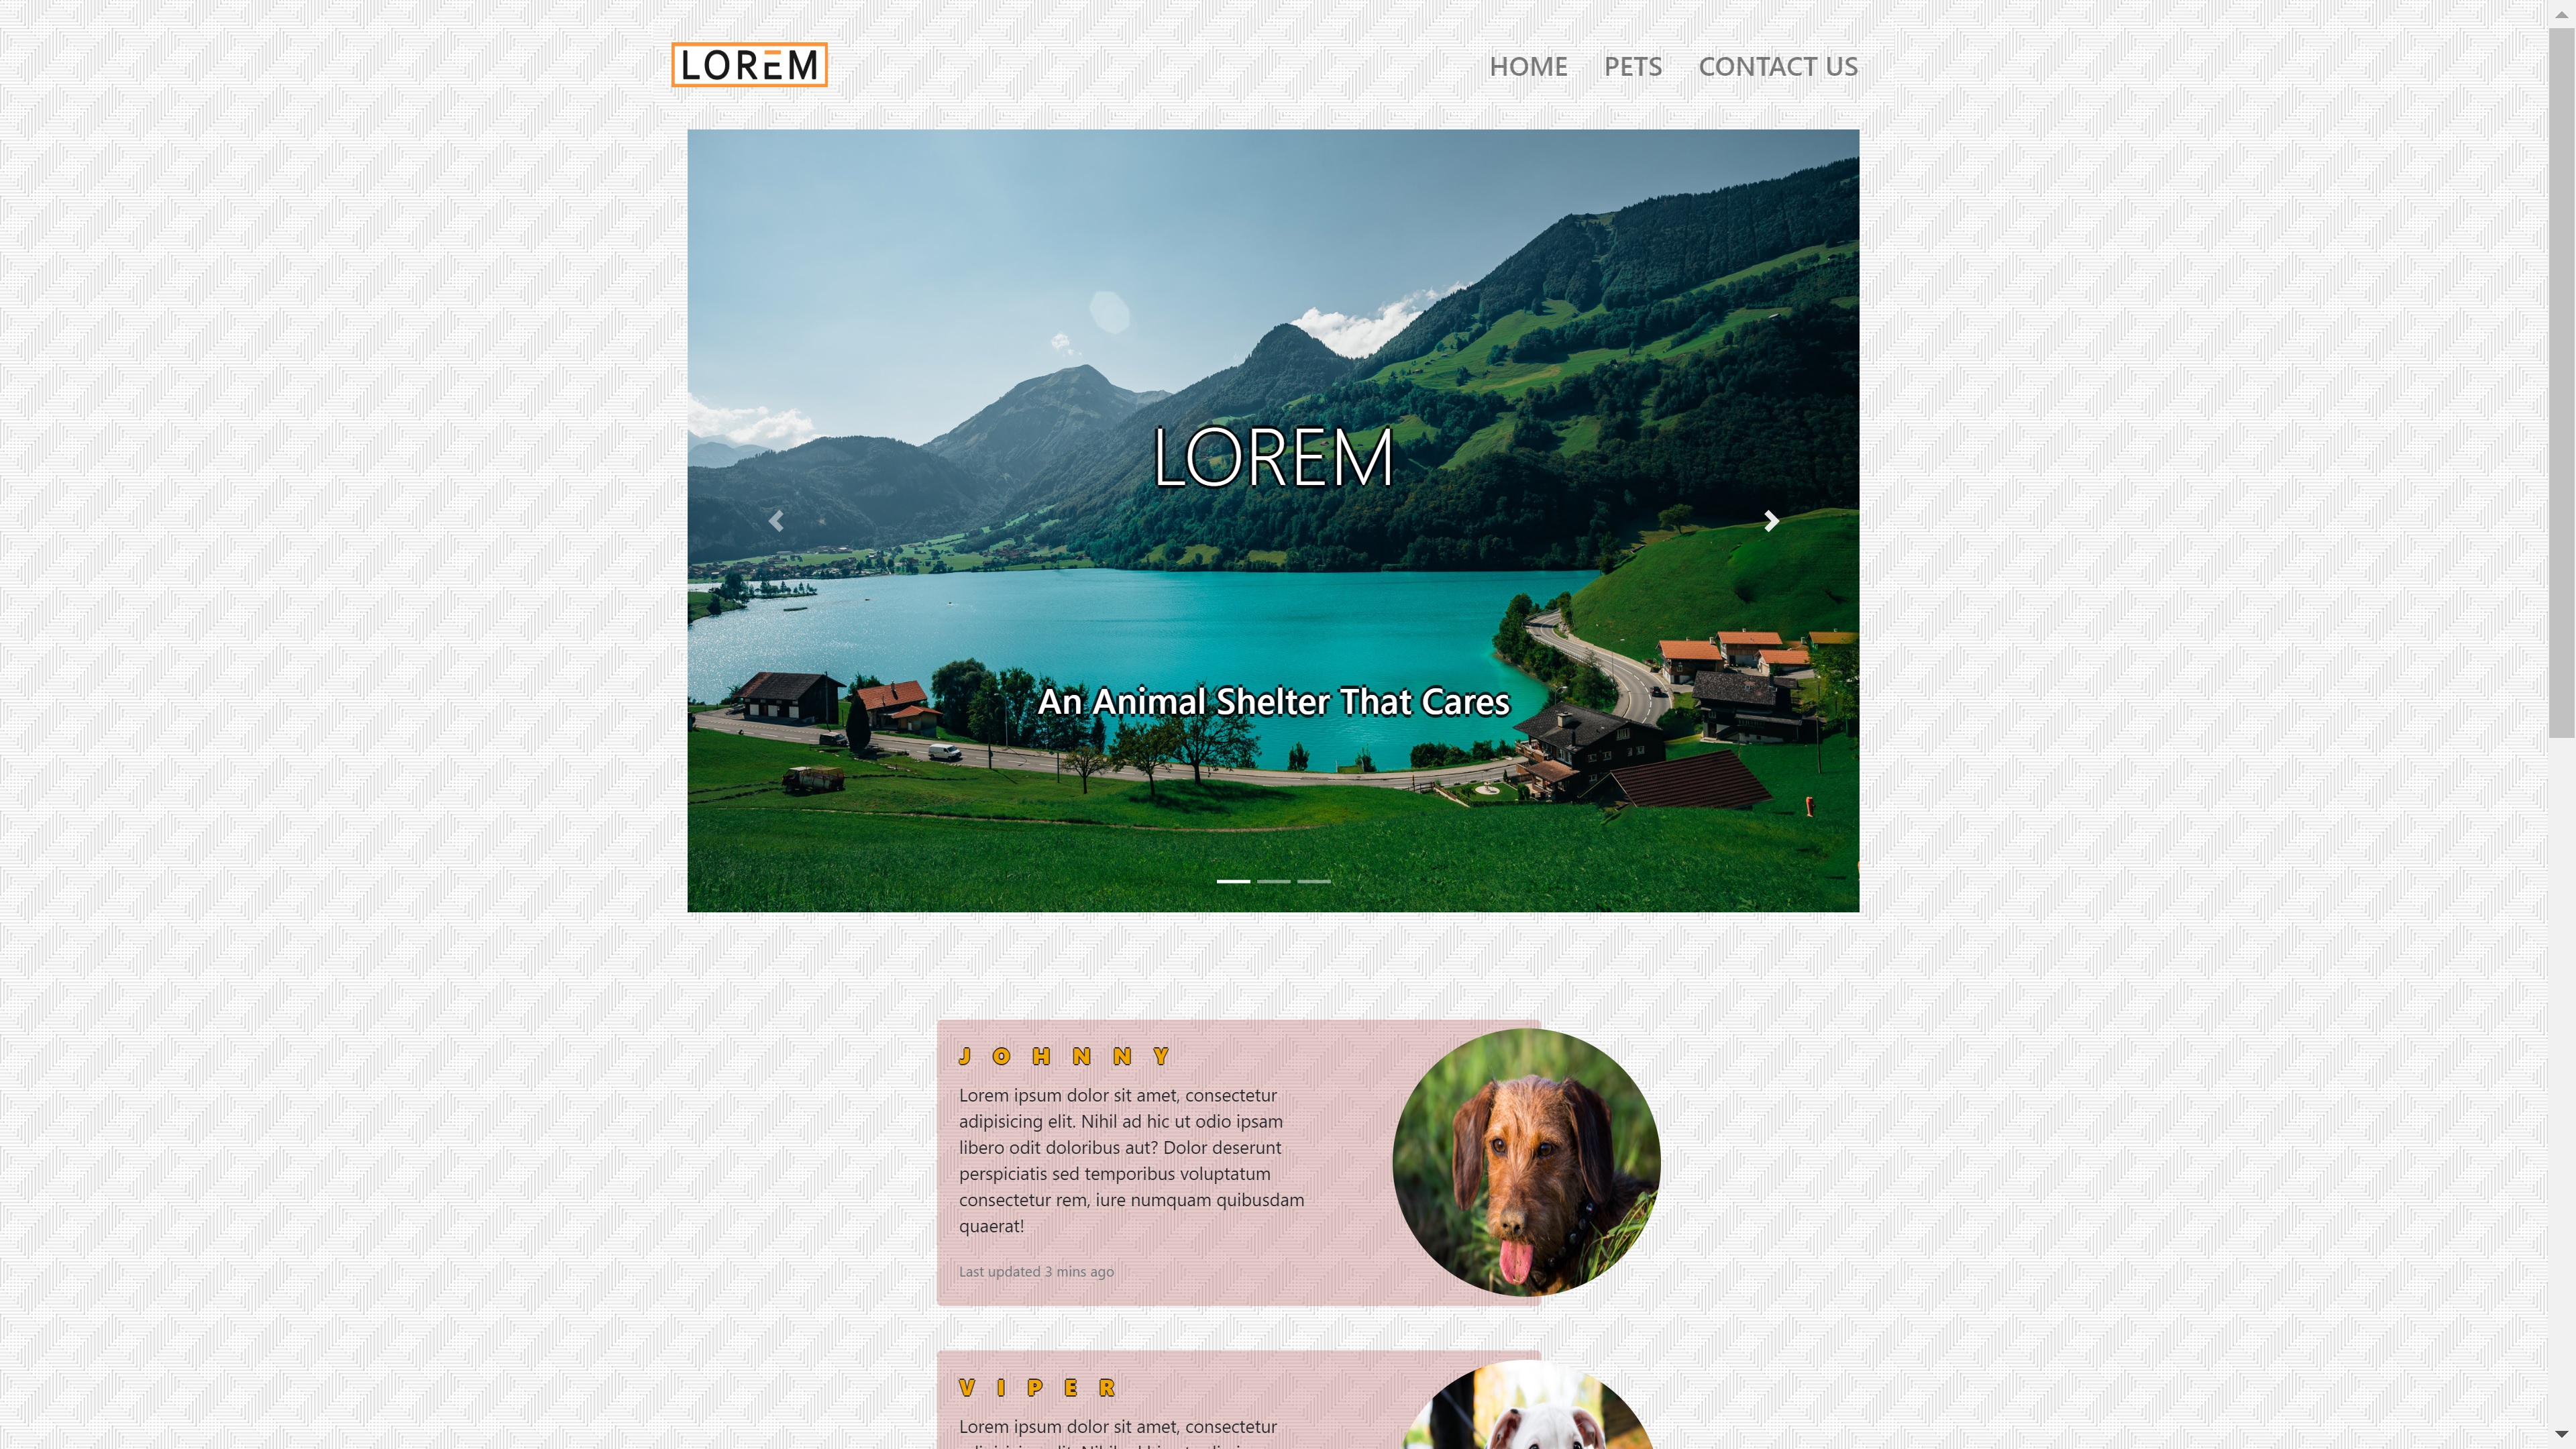 LOREM
HOME PETS CONTACT US
LOREM
An Animal Shelter That Cares
JOHNNY
Lorem ipsum dolor sit amet, consectetur
adipisicing elit. Nihil ad hic ut odio ipsam
libero odit doloribus aut? Dolor deserunt
perspiciatis sed temporibus voluptatum
consectetur rem, iure numquam quibusdam
quaerat!
Last updated 3 mins ago
VIPER
Lorem ipsum dolor sit amet, consectetur